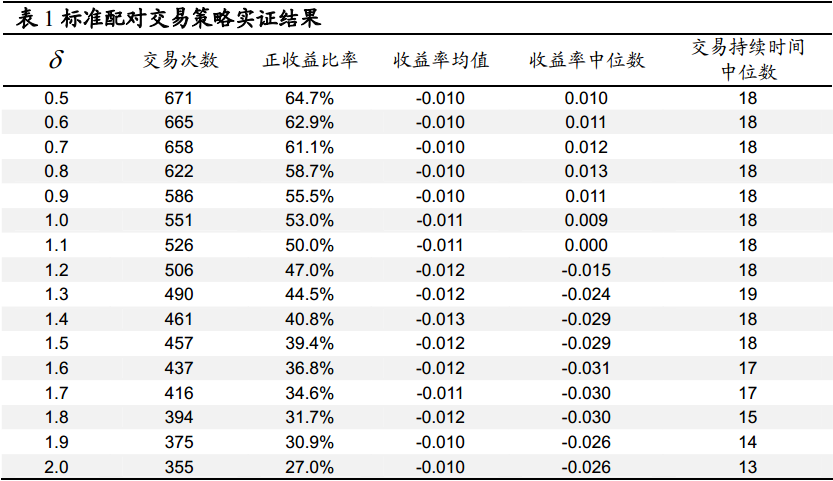 表 1 标准配对交易策略实证结果
δ 交易次数 正收益比率 收益率均值 收益率中位数 交易持续时间
中位数
0.5 671 64.7% -0.010 0.010 18
0.6 665 62.9% -0.010 0.011 18
0.7 658 61.1% -0.010 0.012 18
0.8 622 58.7% -0.010 0.013 18
0.9 586 55.5% -0.010 0.011 18
1.0 551 53.0% -0.011 0.009 18
1.1 526 50.0% -0.011 0.000 18
1.2 506 47.0% -0.012 -0.015 18
1.3 490 44.5% -0.012 -0.024 19
1.4 461 40.8% -0.013 -0.029 18
1.5 457 39.4% -0.012 -0.029 18
1.6 437 36.8% -0.012 -0.031 17
1.7 416 34.6% -0.011 -0.030 17
1.8 394 31.7% -0.012 -0.030 15
1.9 375 30.9% -0.010 -0.026 14
2.0 355 27.0% -0.010 -0.026 13